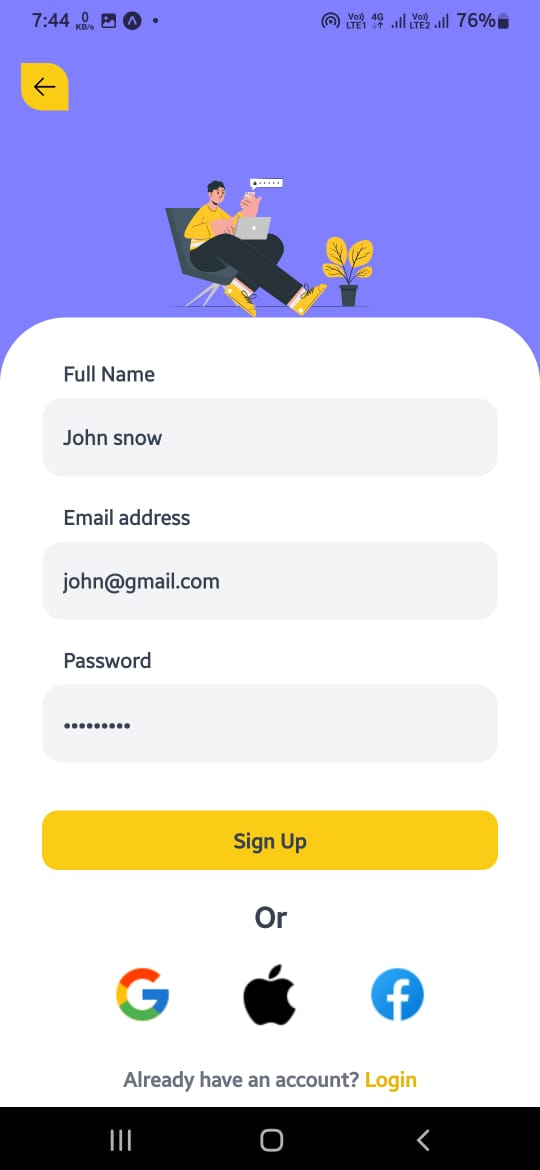 7:44 0 KB/s Vo)) LTE1 4G Vo)) LTE2 76%
Full Name
John snow
Email address
john@gmail.com
Password
•••••••••
Sign Up
Or
Already have an account? Login